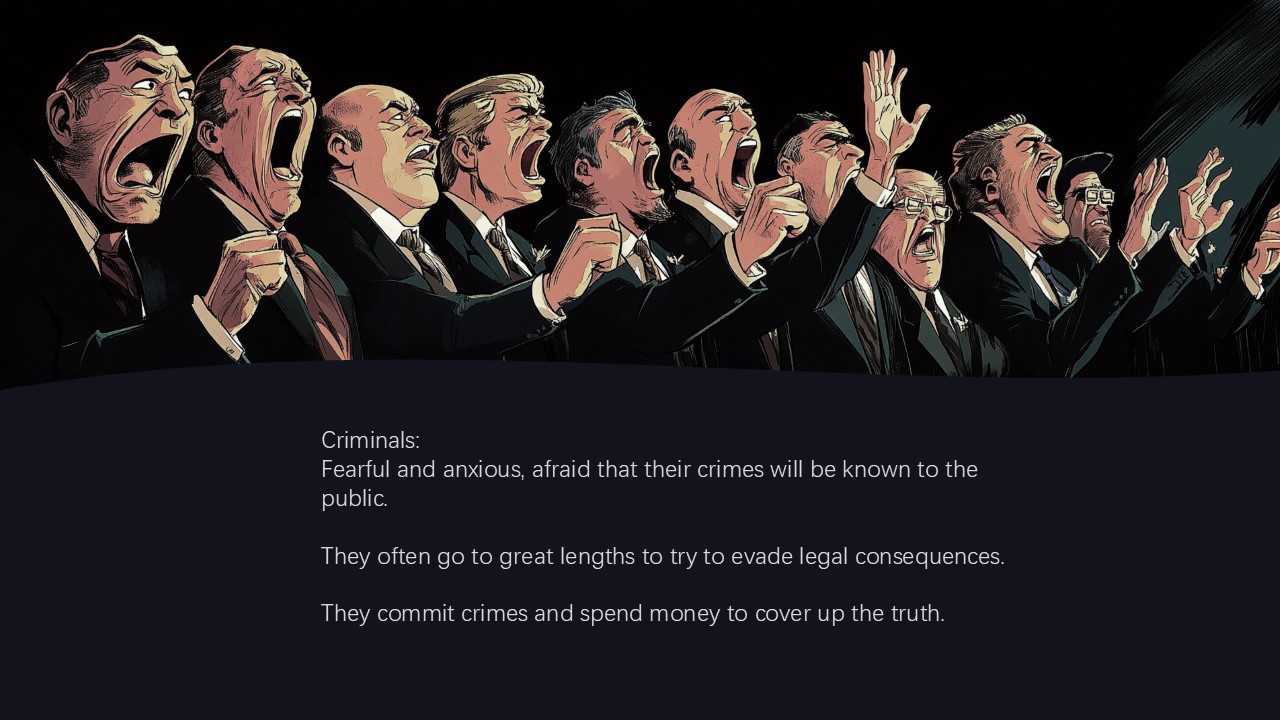 Criminals:
Fearful and anxious, afraid that their crimes will be known to the
public.
They often go to great lengths to try to evade legal consequences.
They commit crimes and spend money to cover up the truth.